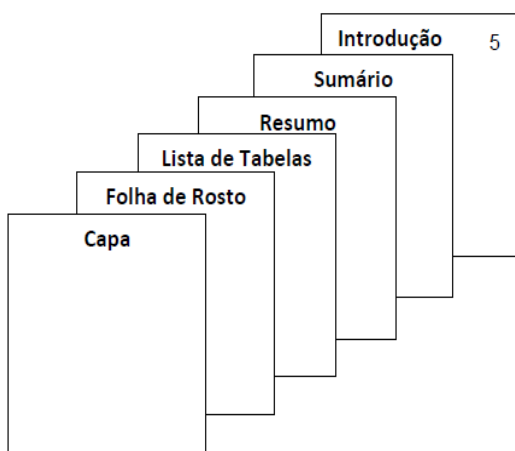 Introdução 5
Sumário
Resumo
Lista de Tabelas
Folha de Rosto
Capa